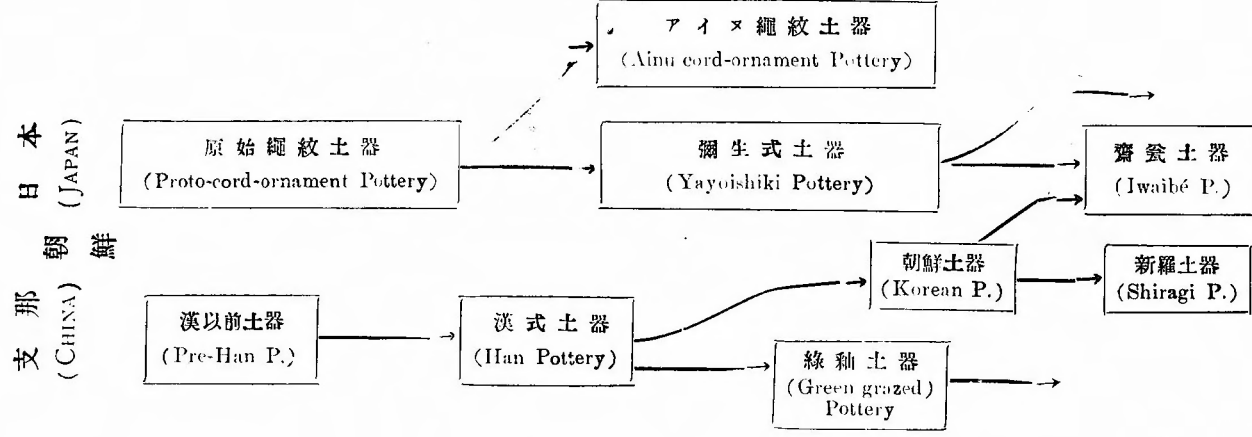 アイヌ繩紋土器
(Ainu cord-ornament Pottery)
日本
(JAPAN)
原始繩紋土器
(Proto-cord-ornament Pottery)
彌生式土器
(Yayoishiki Pottery)
齋瓮土器
(Iwaibé P.)
朝鮮
朝鮮土器
(Korean P.)
新羅土器
(Shiragi P.)
支那
(CHINA)
漢以前土器
(Pre-Han P.)
漢式土器
(Han Pottery)
綠釉土器
(Green grazed)
Pottery